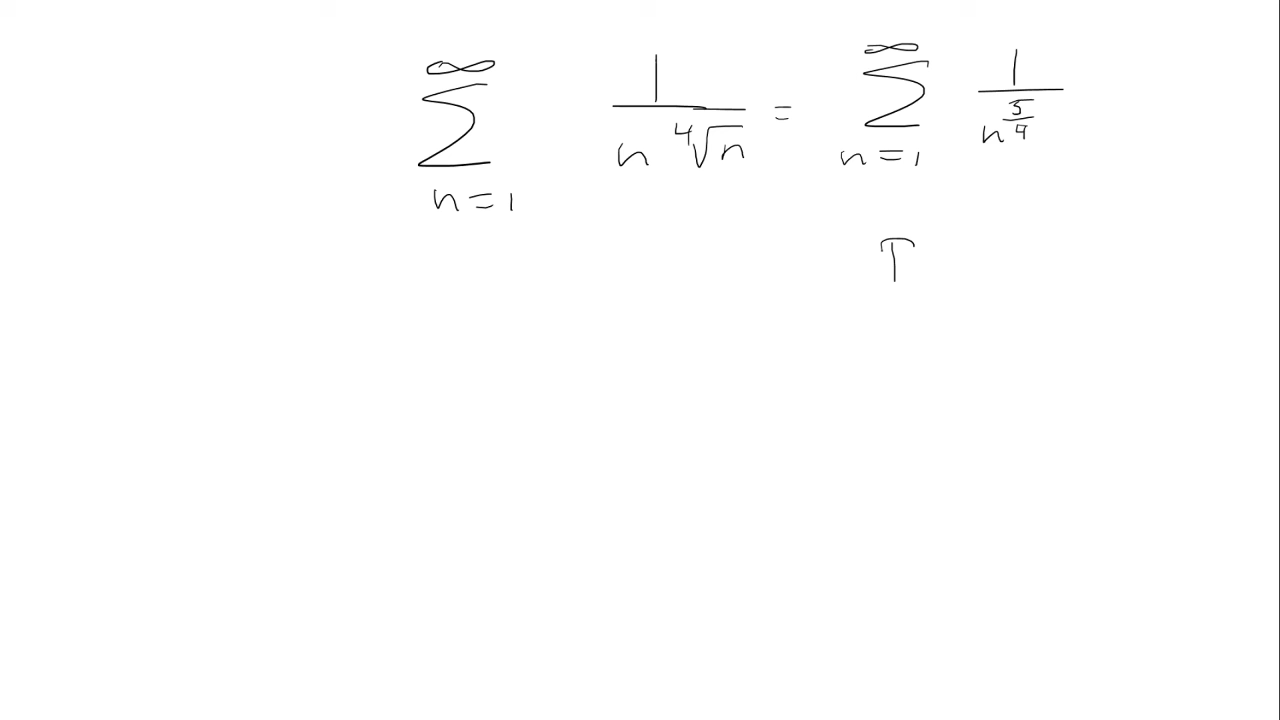 ∞ ∑ n=1 1/(n ⁴√n) = ∞ ∑ n=1 1/n^(5/4)
T